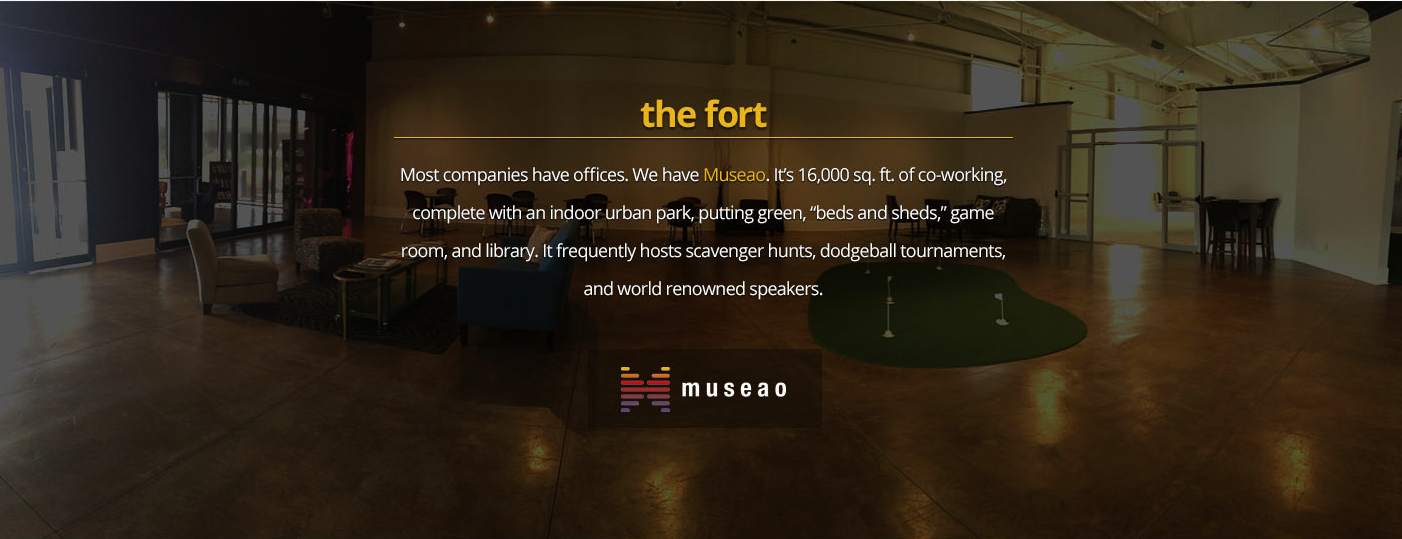 the fort
Most companies have offices. We have Museao. It's 16,000 sq. ft. of co-working,
complete with an indoor urban park, putting green, “beds and sheds,” game
room, and library. It frequently hosts scavenger hunts, dodgeball tournaments,
and world renowned speakers.
museao